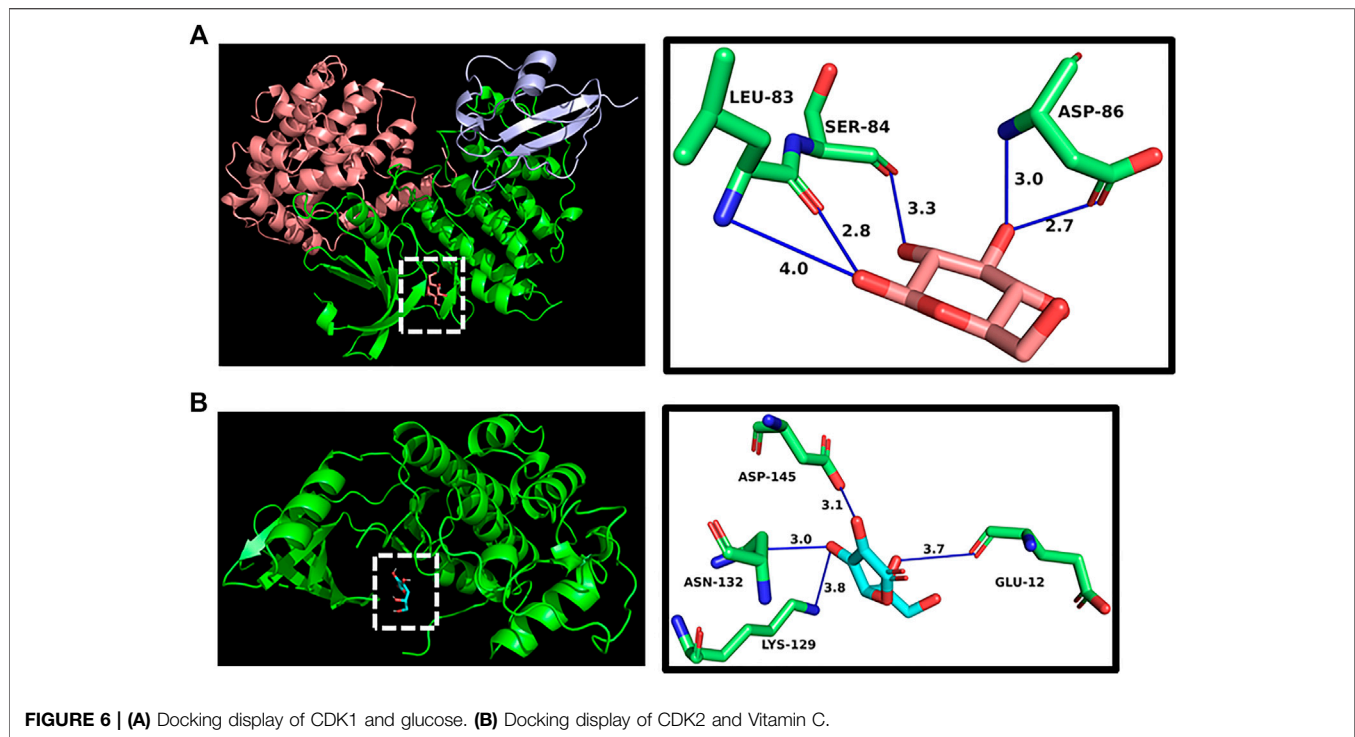 A
LEU-83
SER-84
ASP-86
3.0
3.3
2.7
2.8
4.0
B
ASP-145
3.1
3.0
3.7
ASN-132
GLU-12
3.8
LYS-129
FIGURE 6 | (A) Docking display of CDK1 and glucose. (B) Docking display of CDK2 and Vitamin C.